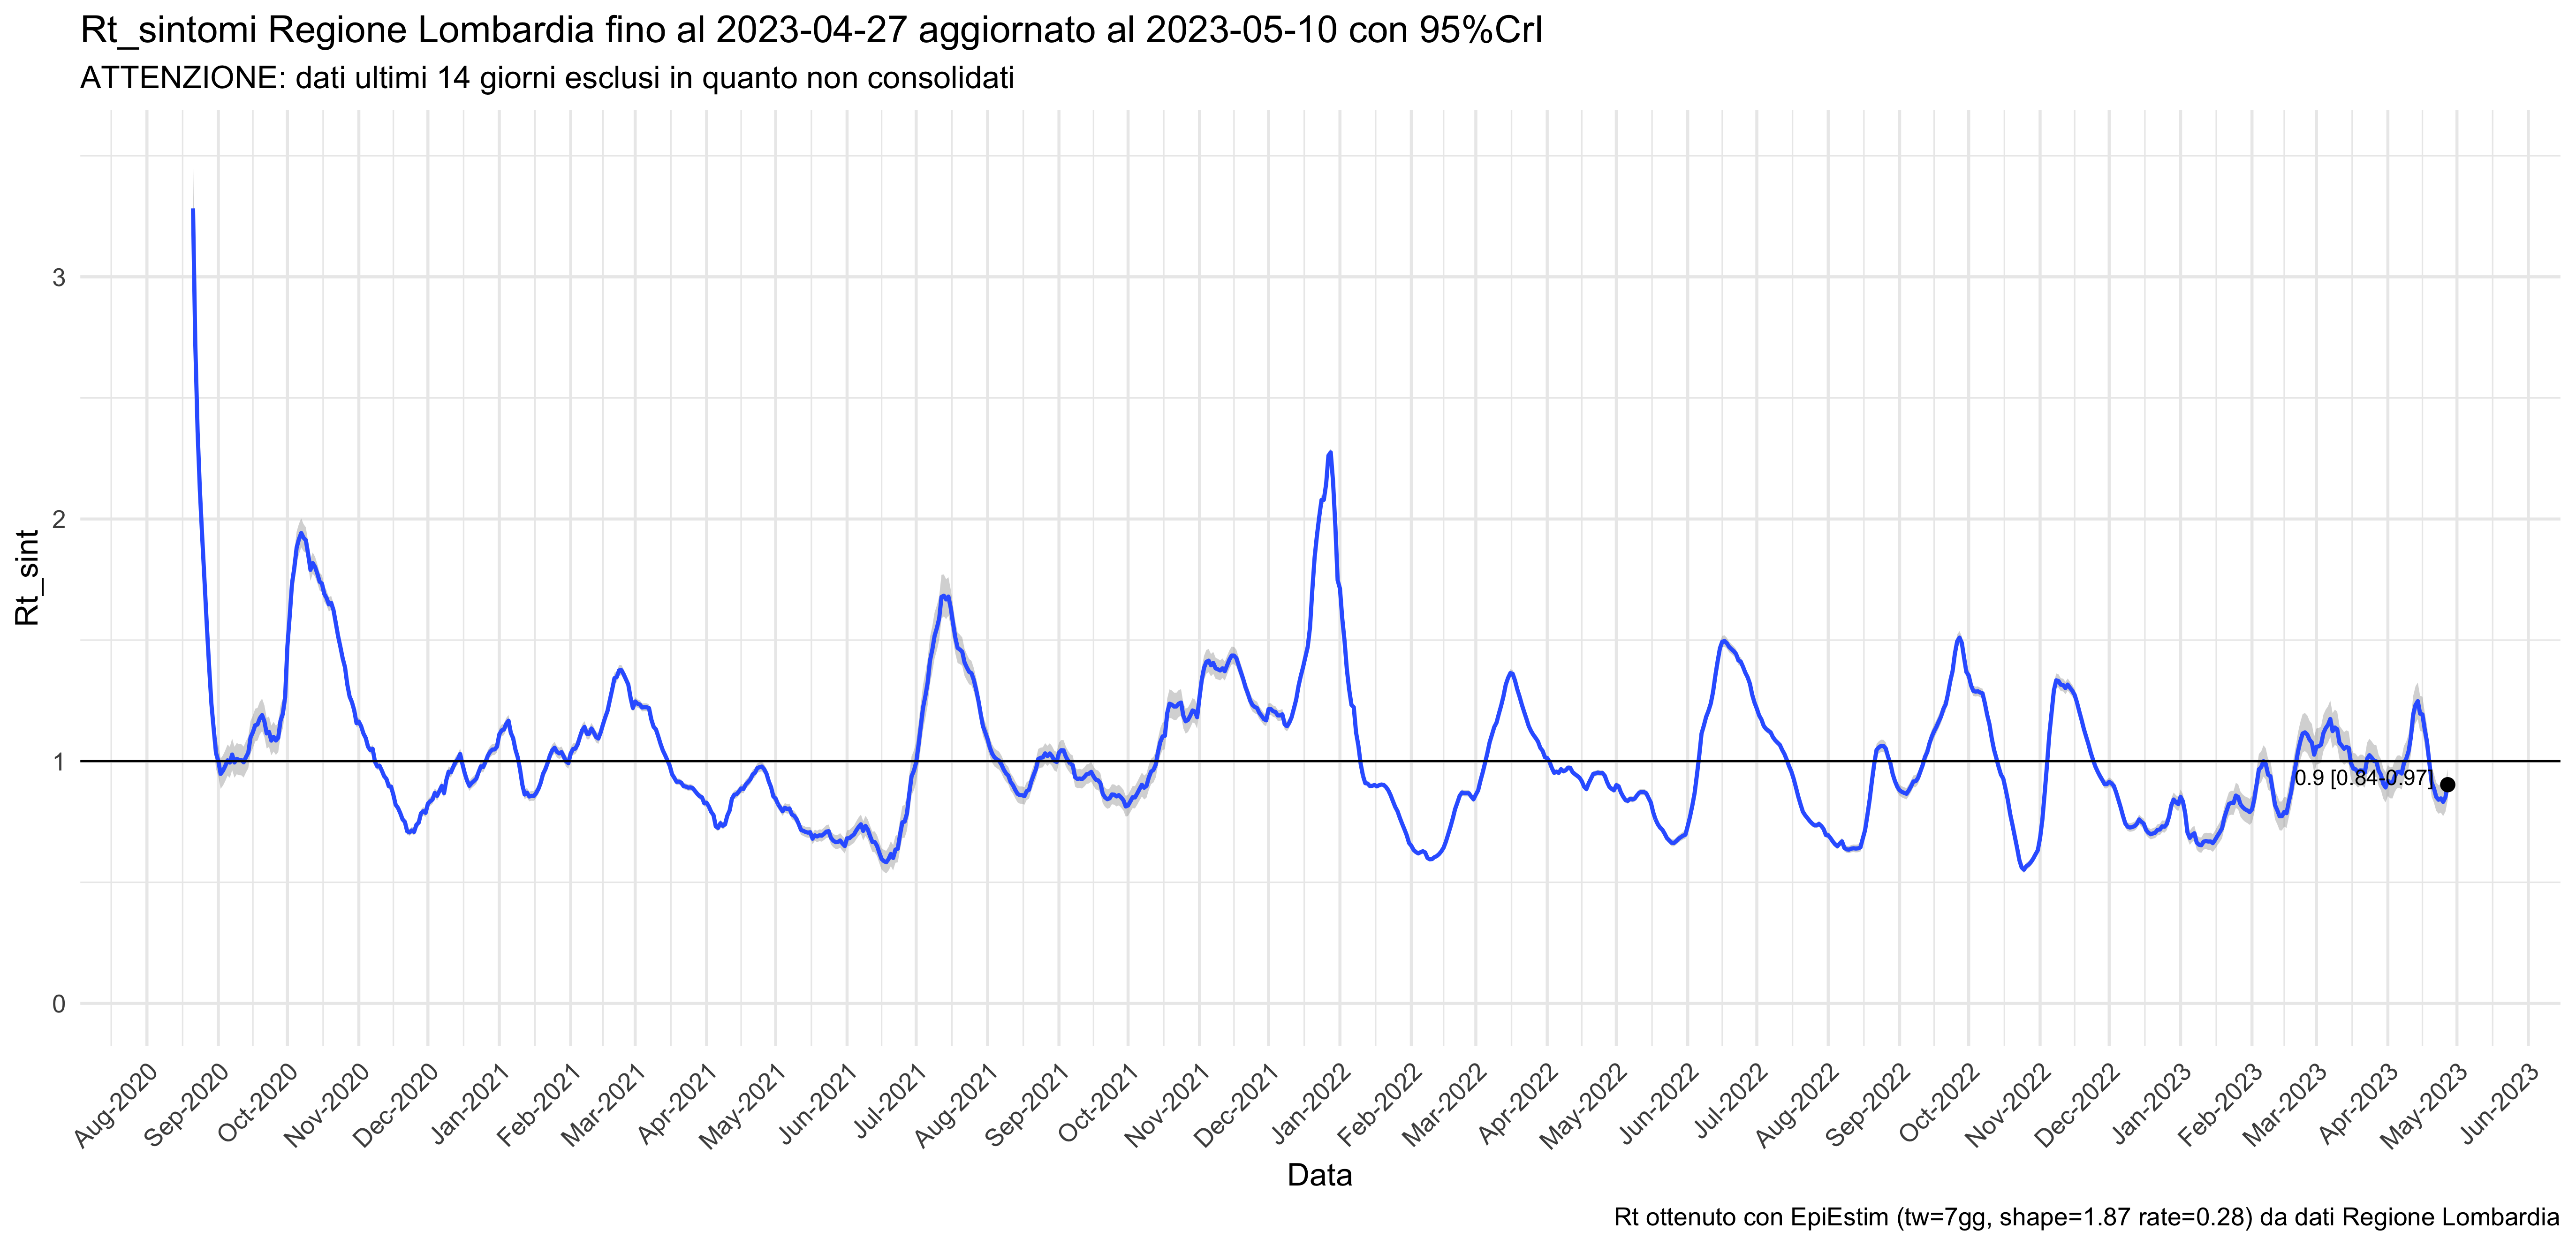 Rt_sintomi Regione Lombardia fino al 2023-04-27 aggiornato al 2023-05-10 con 95%CrI
ATTENZIONE: dati ultimi 14 giorni esclusi in quanto non consolidati
Rt_sint
3
2
1
0
0.9 [0.84-0.97]
Aug-2020
Sep-2020
Oct-2020
Nov-2020
Dec-2020
Jan-2021
Feb-2021
Mar-2021
Apr-2021
May-2021
Jun-2021
Jul-2021
Aug-2021
Sep-2021
Oct-2021
Nov-2021
Dec-2021
Jan-2022
Feb-2022
Mar-2022
Apr-2022
May-2022
Jun-2022
Jul-2022
Aug-2022
Sep-2022
Oct-2022
Nov-2022
Dec-2022
Jan-2023
Feb-2023
Mar-2023
Apr-2023
May-2023
Jun-2023
Data
Rt ottenuto con EpiEstim (tw=7gg, shape=1.87 rate=0.28) da dati Regione Lombardia